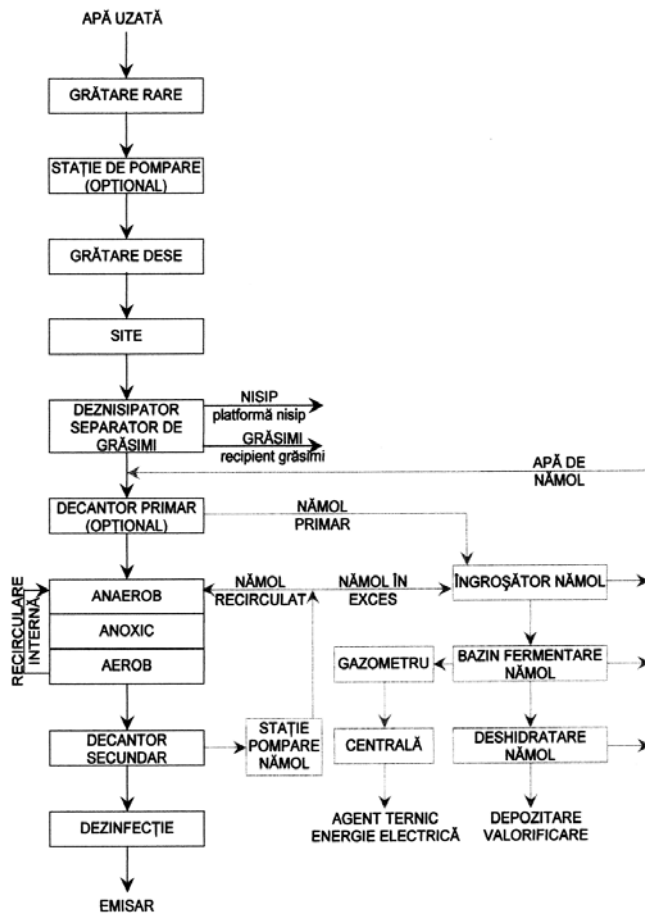 APĂ UZATĂ
GRĂTARE RARE
STAȚIE DE POMPARE
(OPȚIONAL)
GRĂTARE DESE
SITE
DEZNISIPATOR
SEPARATOR DE
GRĂSIMI
NISIP
platformă nisip
GRĂSIMI
recipient grăsimi
APĂ DE
NĂMOL
DECANTOR PRIMAR
(OPȚIONAL)
NĂMOL
PRIMAR
RECIRCULARE
INTERNĂ
ANAEROB
ANOXIC
AEROB
NĂMOL
RECIRCULAT
NĂMOL ÎN
EXCES
ÎNGROȘĂTOR NĂMOL
GAZOMETRU
BAZIN FERMENTARE
NĂMOL
DECANTOR
SECUNDAR
STAȚIE
POMPARE
NĂMOL
CENTRALĂ
DESHIDRATARE
NĂMOL
DEZINFECȚIE
AGENT TERNIC
ENERGIE ELECTRICĂ
DEPOZITARE
VALORIFICARE
EMISAR